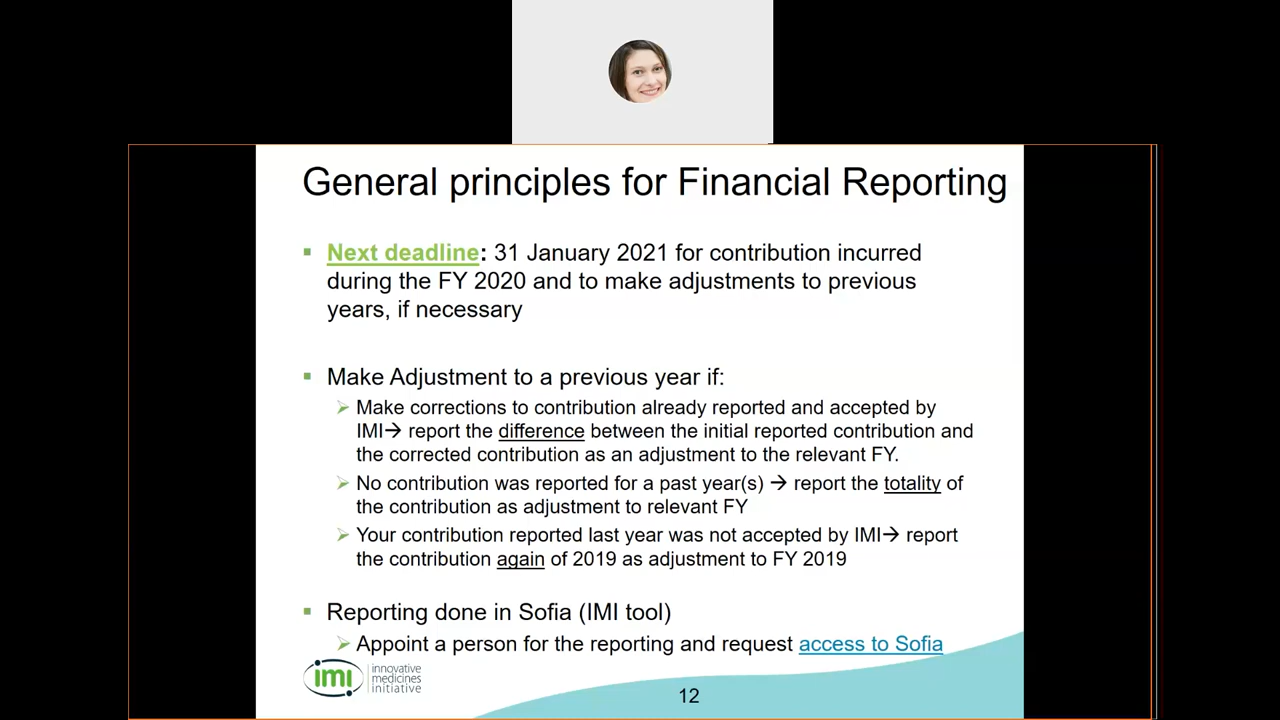 General principles for Financial Reporting
Next deadline: 31 January 2021 for contribution incurred
during the FY 2020 and to make adjustments to previous
years, if necessary
Make Adjustment to a previous year if:
Make corrections to contribution already reported and accepted by
IMI→ report the difference between the initial reported contribution and
the corrected contribution as an adjustment to the relevant FY.
No contribution was reported for a past year(s) → report the totality of
the contribution as adjustment to relevant FY
Your contribution reported last year was not accepted by IMI→ report
the contribution again of 2019 as adjustment to FY 2019
Reporting done in Sofia (IMI tool)
Appoint a person for the reporting and request access to Sofia
imi
innovative
medicines
initiative
12